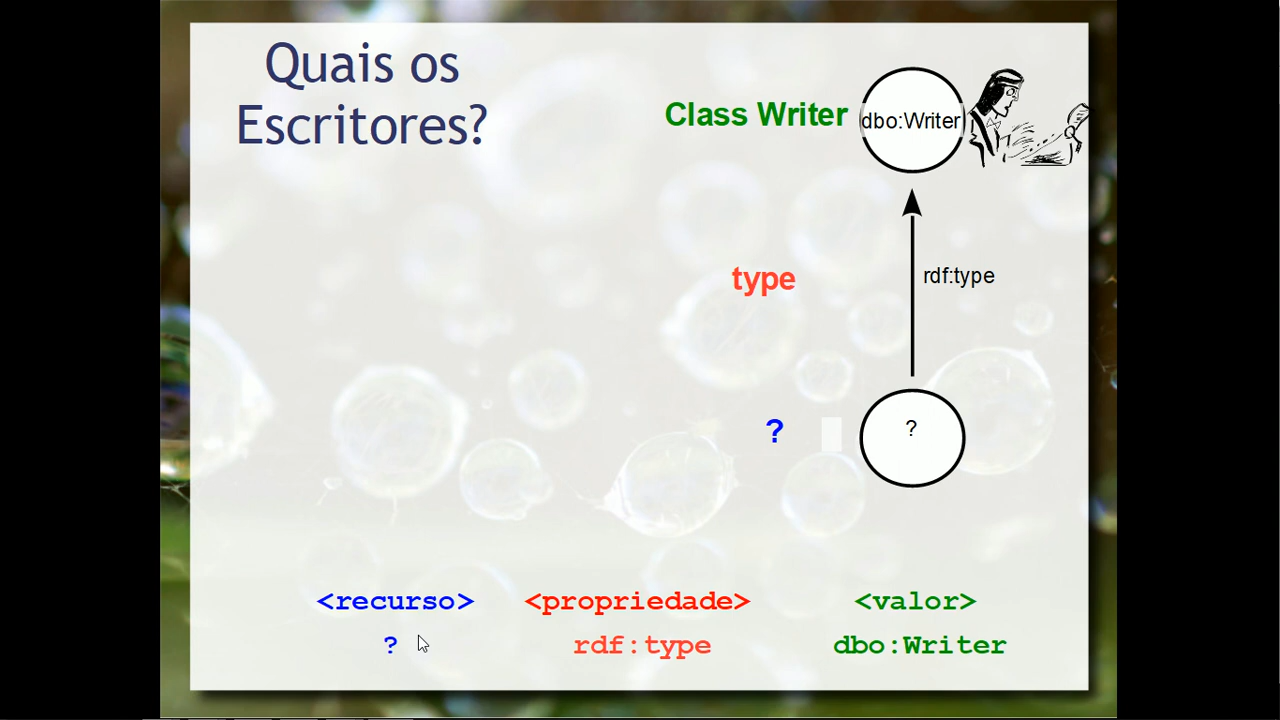 Quais os
Escritores?
Class Writer
dbo:Writer
type
rdf:type
?
?
<recurso> <propriedade> <valor>
? rdf:type dbo:Writer